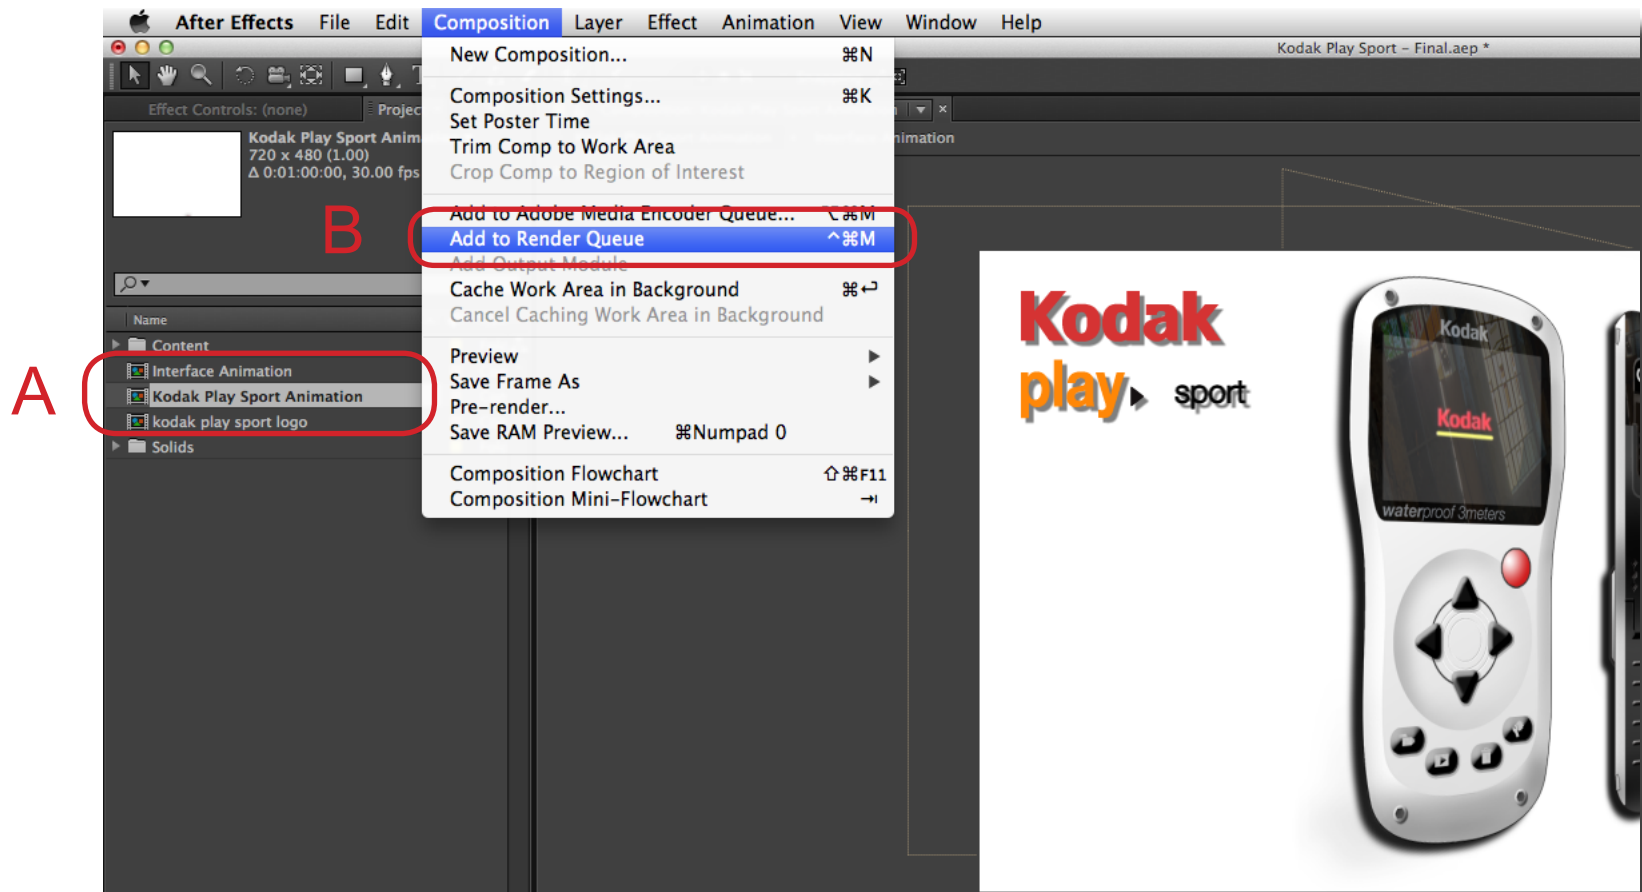 After Effects File Edit Composition Layer Effect Animation View Window Help
Kodak Play Sport – Final.aep *
Effect Controls: (none)
Projec
Kodak Play Sport Anim
720 x 480 (1.00)
Δ 0:01:00:00, 30.00 fps
New Composition... ⌘N
Composition Settings... ⌘K
Set Poster Time
Trim Comp to Work Area
Crop Comp to Region of Interest
Add to Adobe Media Encoder Queue... ⌥⌘M
B
Add to Render Queue ^⌘M
Add Output Module
Cache Work Area in Background ⌘↩
Cancel Caching Work Area in Background
Preview ▶
Save Frame As ▶
Pre-render...
Save RAM Preview... ⌘Numpad 0
Composition Flowchart ⇧⌘F11
Composition Mini-Flowchart ⇥
nimation
Name
Content
A
Interface Animation
Kodak Play Sport Animation
kodak play sport logo
Solids
Kodak
play▶ sport
Kodak
Kodak
waterproof 3meters